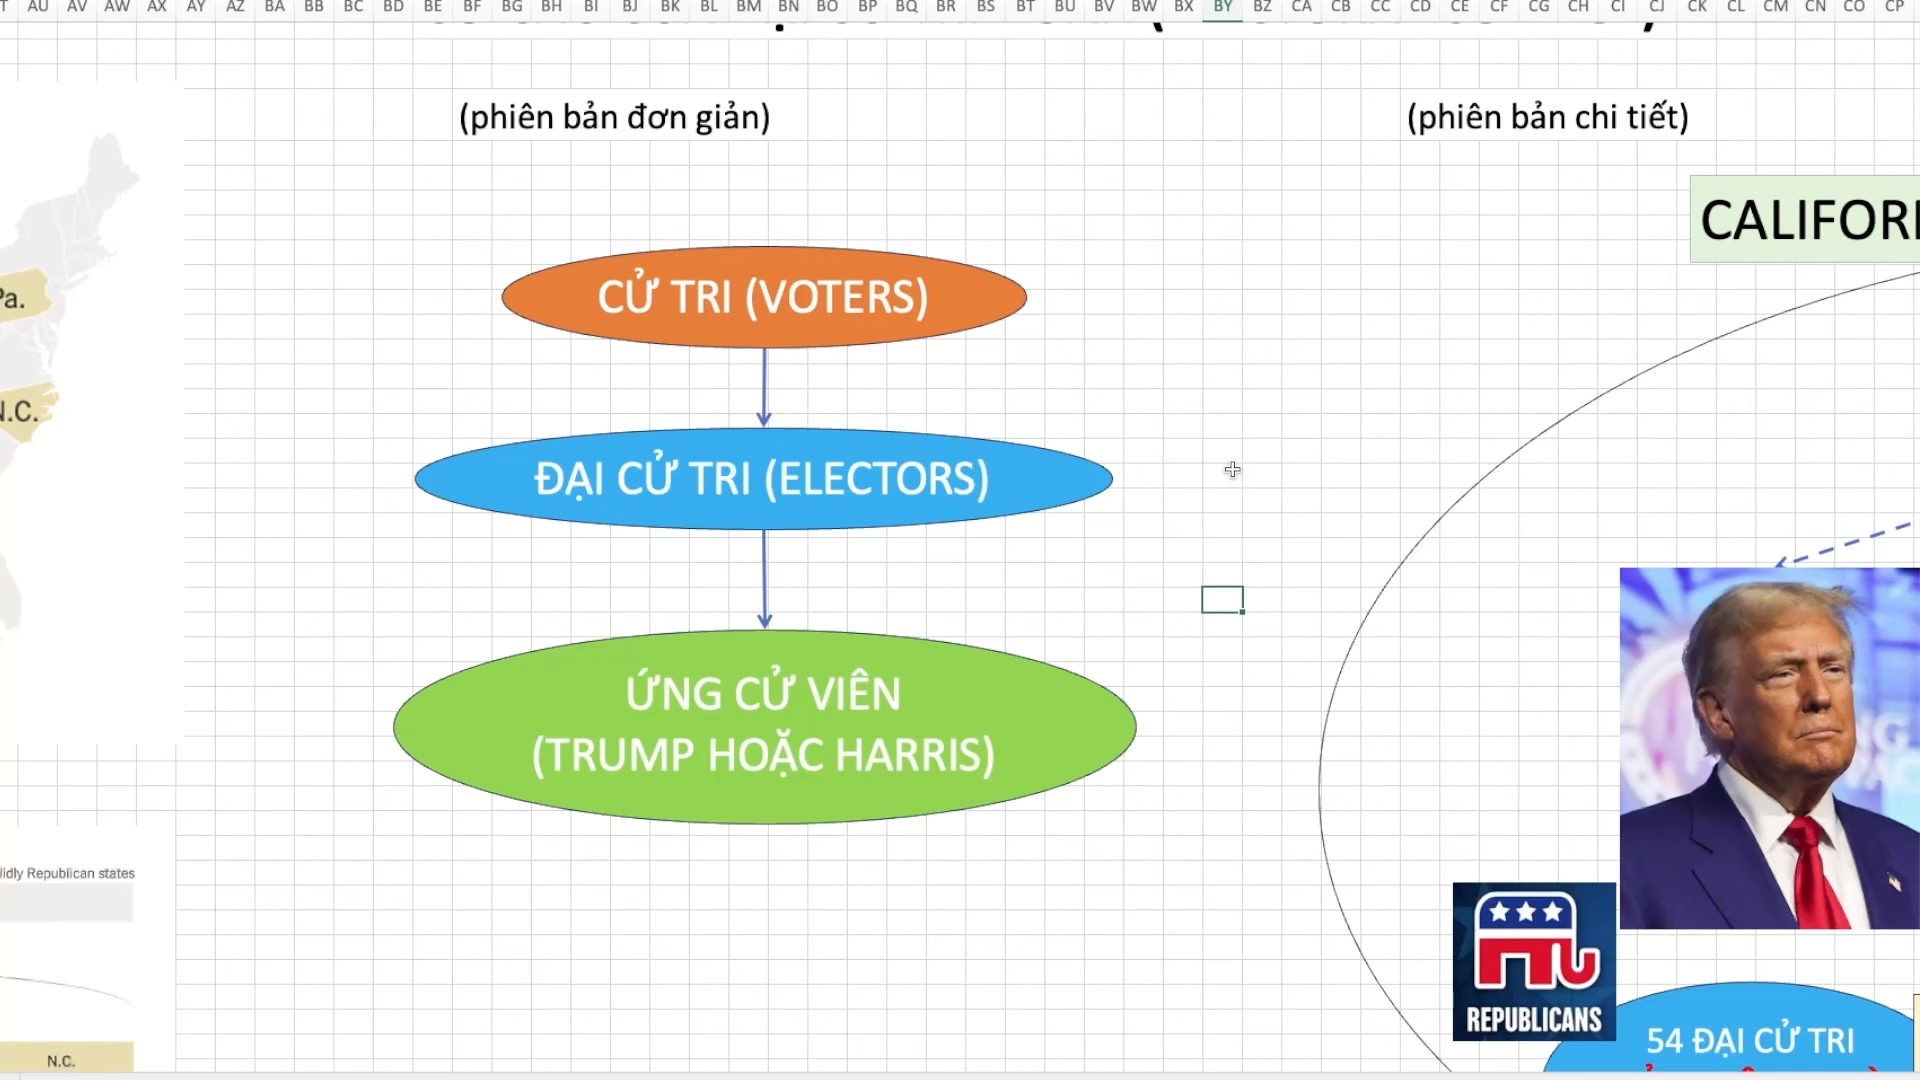 AU AV AW AX AY AZ BA BB BC BD BE BF BG BH BI BJ BK BL BM BN BO BP BQ BR BS BT BU BV BW BX BY BZ CA CB CC CD CE CF CG CH CI CJ CK CL CM CN CO CP
(phiên bản đơn giản)
(phiên bản chi tiết)
CALIFOR
Pa.
CỬ TRI (VOTERS)
N.C.
ĐẠI CỬ TRI (ELECTORS)
ỨNG CỬ VIÊN
(TRUMP HOẶC HARRIS)
Republican states
REPUBLICANS
54 ĐẠI CỬ TRI
N.C.